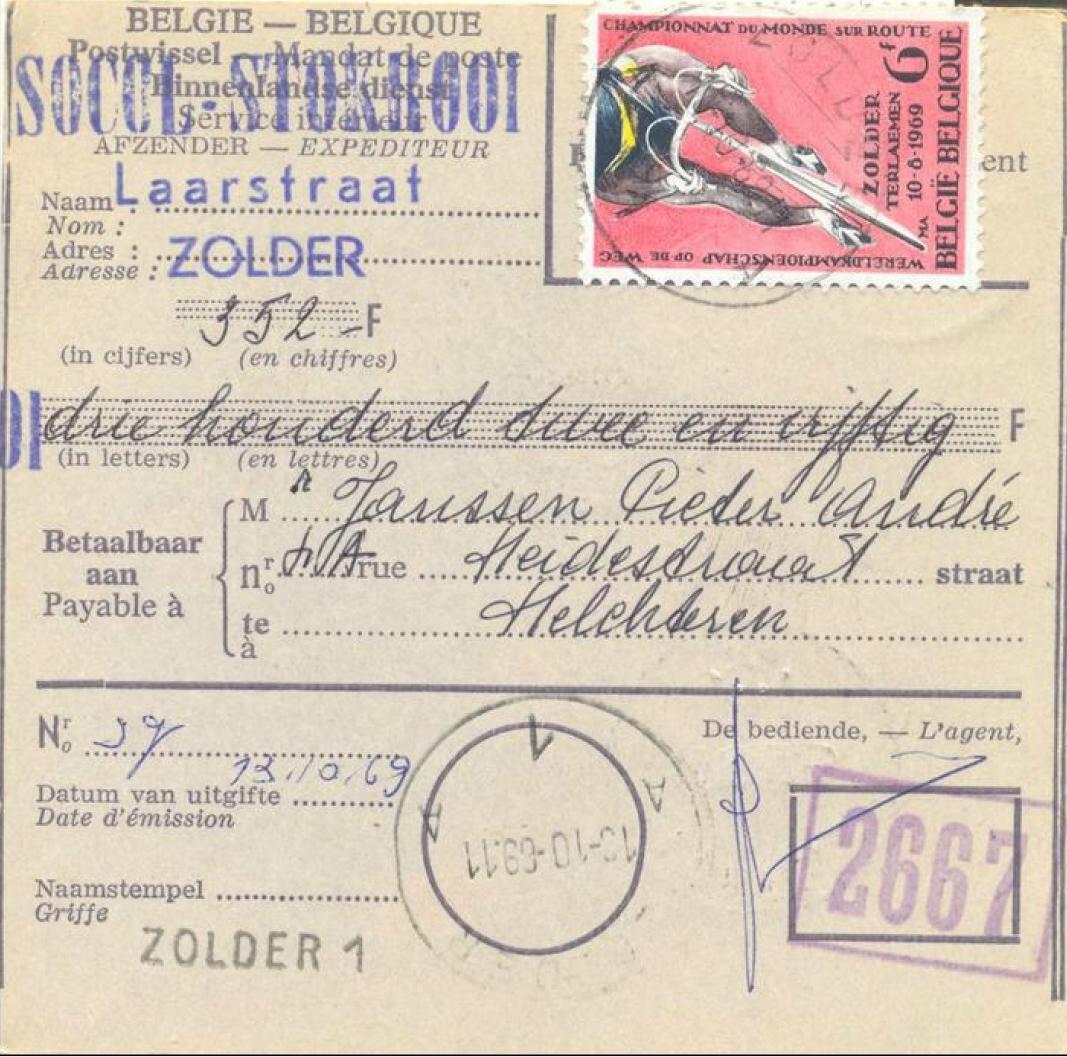 BELGIE — BELGIQUE
Postwissel — Mandat de poste
SOCOL - STOKROOI
Binnenlandse dienst
Service intérieur
AFZENDER — EXPEDITEUR
Naam : Laarstraat
Nom :
Adres : ZOLDER
Adresse :
CHAMPIONNAT DU MONDE SUR ROUTE
6F
ZOLDER
TERLAEMEN
10-8-1969
MA
BELGIË BELGIQUE
WERELDKAMPIOENSCHAP OP DE WEG
ent
352 - F
(in cijfers) (en chiffres)
OI
drie honderd twee en vijftig F
(in letters) (en lettres)
Betaalbaar
aan
Payable à
M r Janssen Pieter André
nr o rue Heidestraat straat
te Helchteren
à
Nr o 37
13.10.69
Datum van uitgifte
Date d'émission
Naamstempel
Griffe
ZOLDER 1
1
A A
13-10-69.11
De bediende, — L'agent,
2667